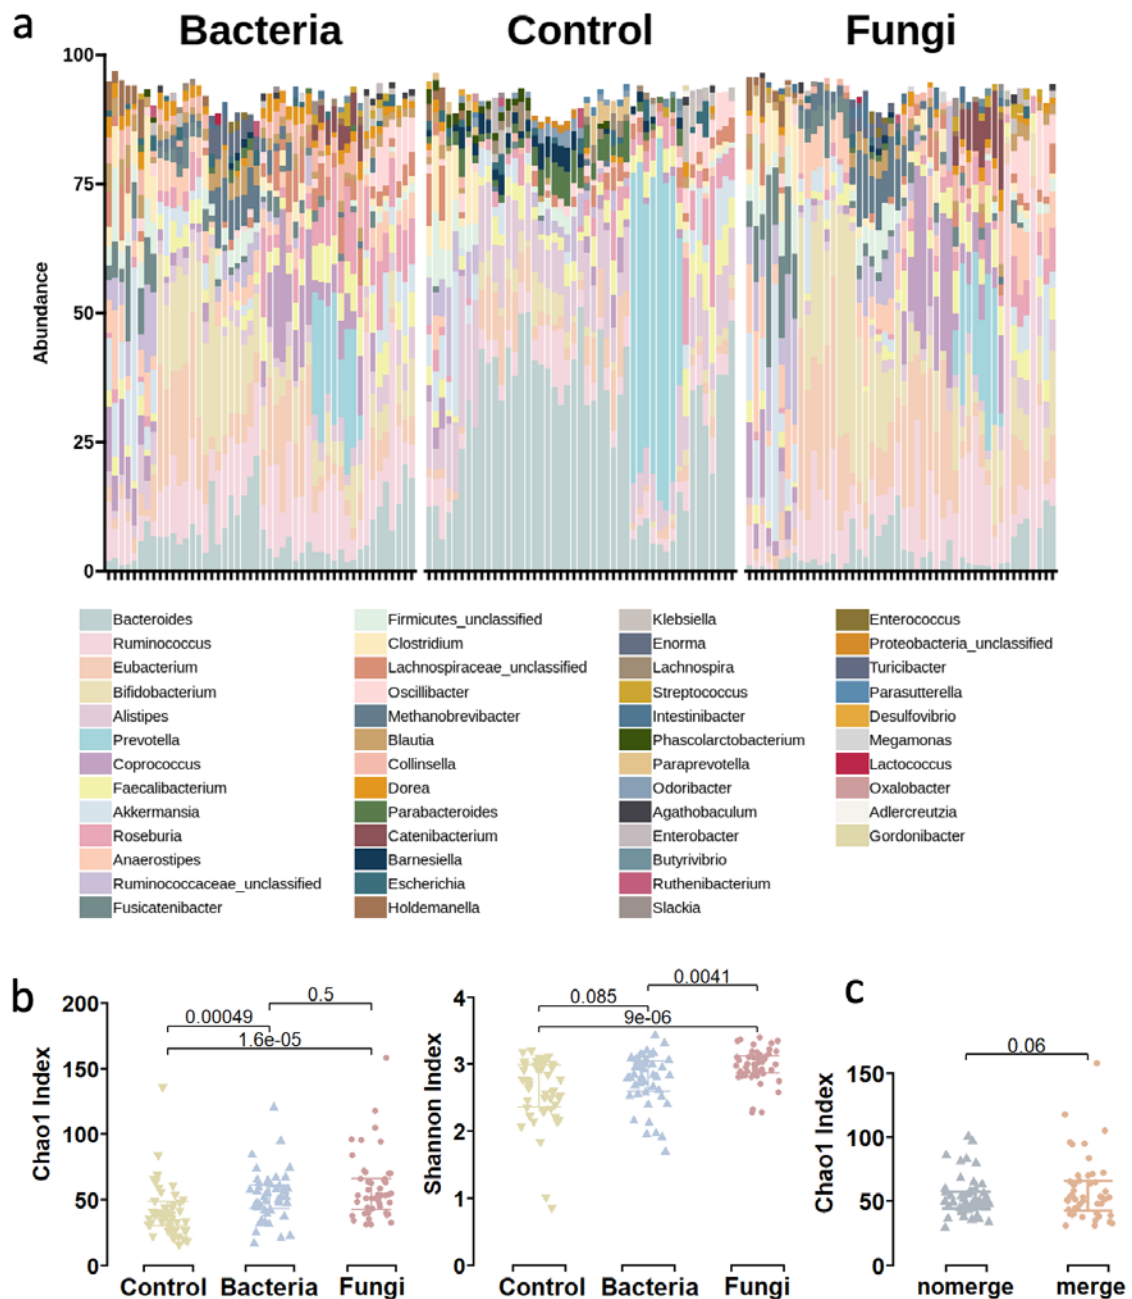 a
Bacteria Control Fungi
Abundance
100
75
50
25
0
Bacteroides Firmicutes_unclassified Klebsiella Enterococcus
Ruminococcus Clostridium Enorma Proteobacteria_unclassified
Eubacterium Lachnospiraceae_unclassified Lachnospira Turicibacter
Bifidobacterium Oscillibacter Streptococcus Parasutterella
Alistipes Methanobrevibacter Intestinibacter Desulfovibrio
Prevotella Blautia Phascolarctobacterium Megamonas
Coprococcus Collinsella Paraprevotella Lactococcus
Faecalibacterium Dorea Odoribacter Oxalobacter
Akkermansia Parabacteroides Agathobaculum Adlercreutzia
Roseburia Catenibacterium Enterobacter Gordonibacter
Anaerostipes Barnesiella Butyrivibrio
Ruminococcaceae_unclassified Escherichia Ruthenibacterium
Fusicatenibacter Holdemanella Slackia
b
Chao1 Index
200
150
100
50
0
0.5
0.00049
1.6e-05
Control Bacteria Fungi
Shannon Index
4
3
2
1
0
0.0041
0.085
9e-06
Control Bacteria Fungi
c
Chao1 Index
150
100
50
0
0.06
nomerge merge